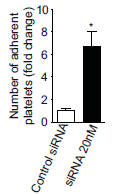 Number of adherent
platelets (fold change)
10
8
6
4
2
0
*
Control siRNA
siRNA 20nM